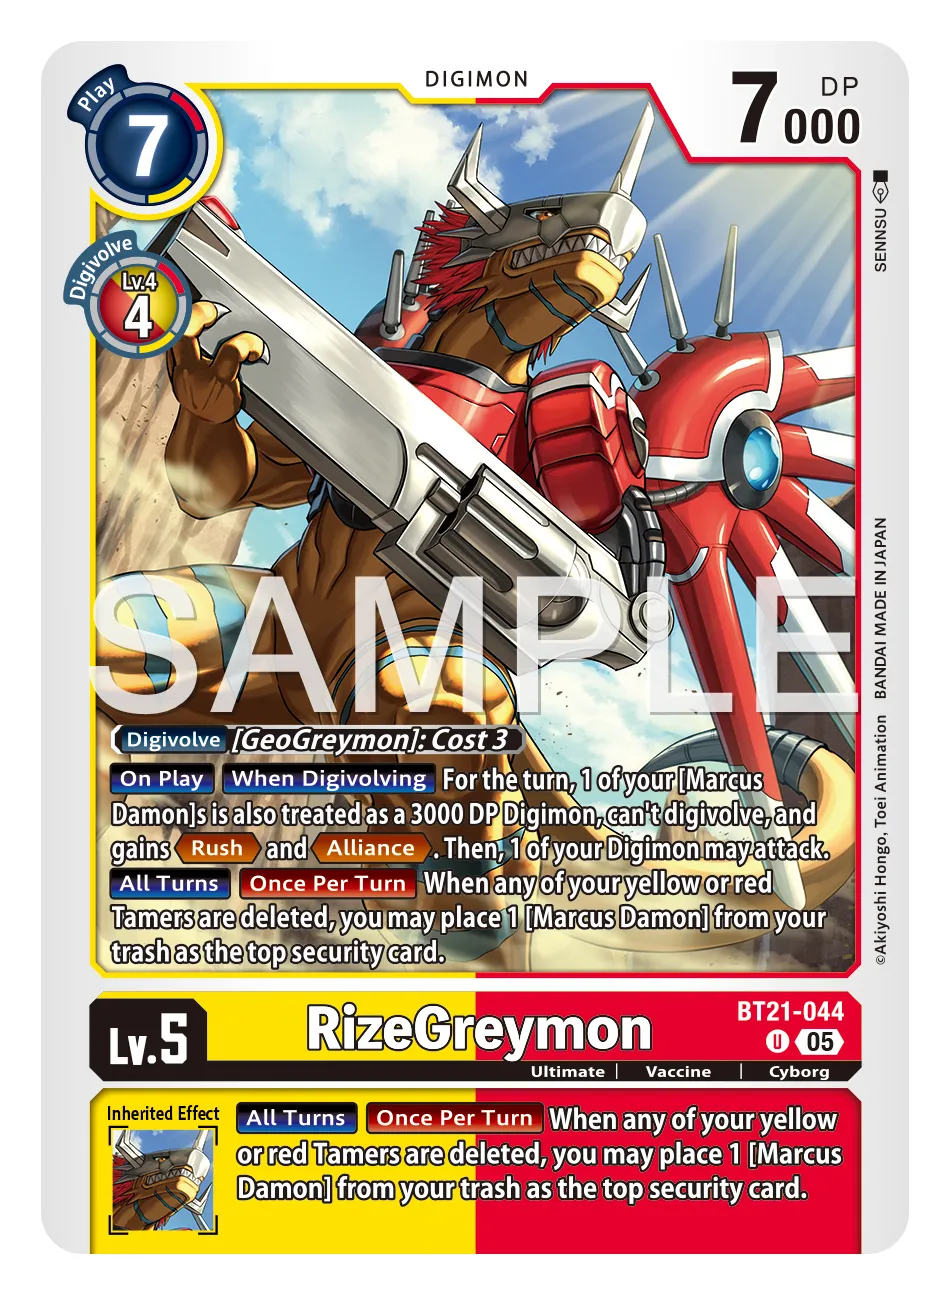 DIGIMON
Play
7
7000
DP
Digivolve
Lv.4
4
SENNSU
SAMPLE
©Akiyoshi Hongo, Toei Animation BANDAI MADE IN JAPAN
Digivolve [GeoGreymon]: Cost 3
On Play When Digivolving For the turn, 1 of your [Marcus
Damon]s is also treated as a 3000 DP Digimon, can't digivolve, and
gains Rush and Alliance. Then, 1 of your Digimon may attack.
All Turns Once Per Turn When any of your yellow or red
Tamers are deleted, you may place 1 [Marcus Damon] from your
trash as the top security card.
Lv.5
RizeGreymon
BT21-044
U 05
Ultimate | Vaccine | Cyborg
Inherited Effect
All Turns Once Per Turn When any of your yellow
or red Tamers are deleted, you may place 1 [Marcus
Damon] from your trash as the top security card.